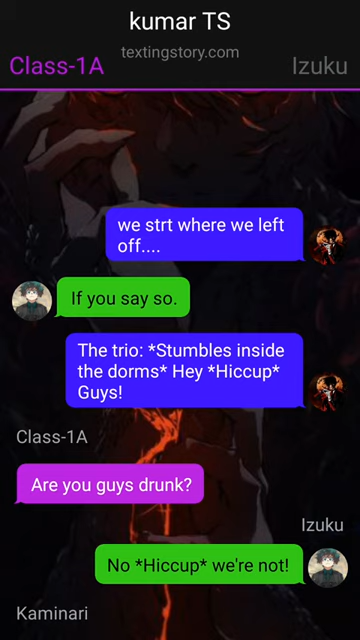 kumar TS
textingstory.com
Class-1A
Izuku
we strt where we left
off....
If you say so.
The trio: *Stumbles inside
the dorms* Hey *Hiccup*
Guys!
Class-1A
Are you guys drunk?
Izuku
No *Hiccup* we're not!
Kaminari